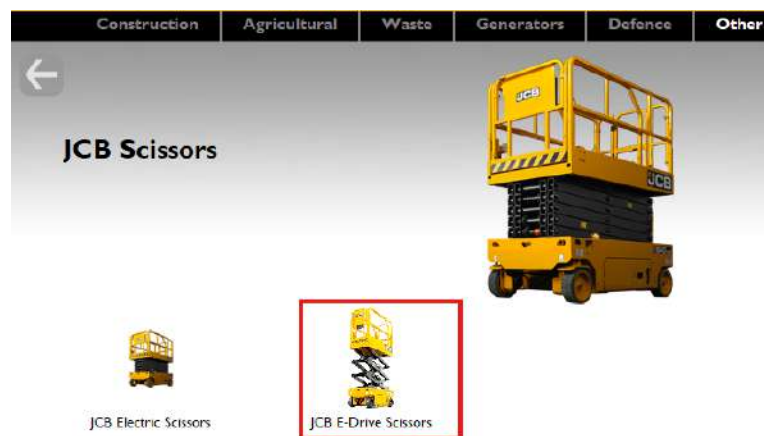 Construction Agricultural Waste Generators Defence Other
JCB
JCB Scissors
JCB
JCB Electric Scissors JCB E-Drive Scissors